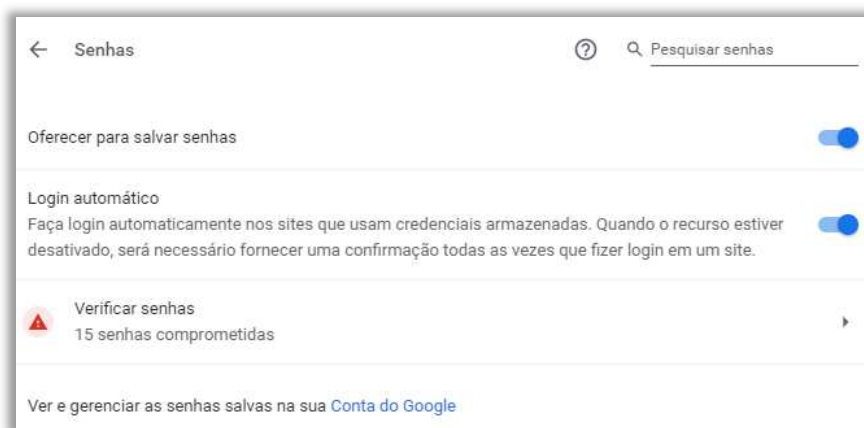 Senhas
Pesquisar senhas
Oferecer para salvar senhas
Login automático
Faça login automaticamente nos sites que usam credenciais armazenadas. Quando o recurso estiver
desativado, será necessário fornecer uma confirmação todas as vezes que fizer login em um site.
Verificar senhas
15 senhas comprometidas
Ver e gerenciar as senhas salvas na sua Conta do Google